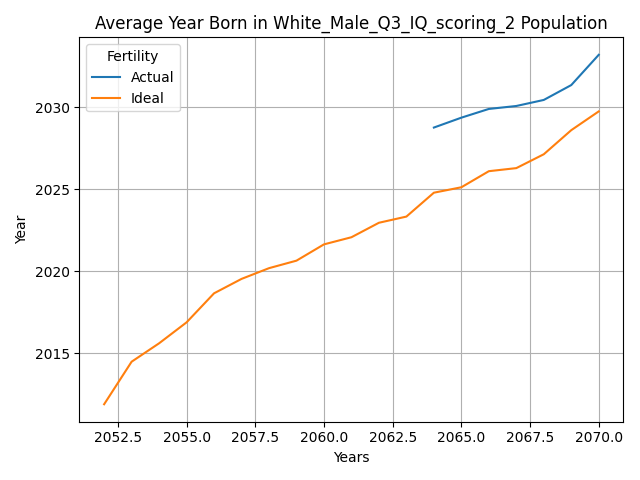 Average Year Born in White_Male_Q3_IQ_scoring_2 Population
Fertility
Actual
Ideal
2030
2025
2020
2015
Year
2052.5 2055.0 2057.5 2060.0 2062.5 2065.0 2067.5 2070.0
Years